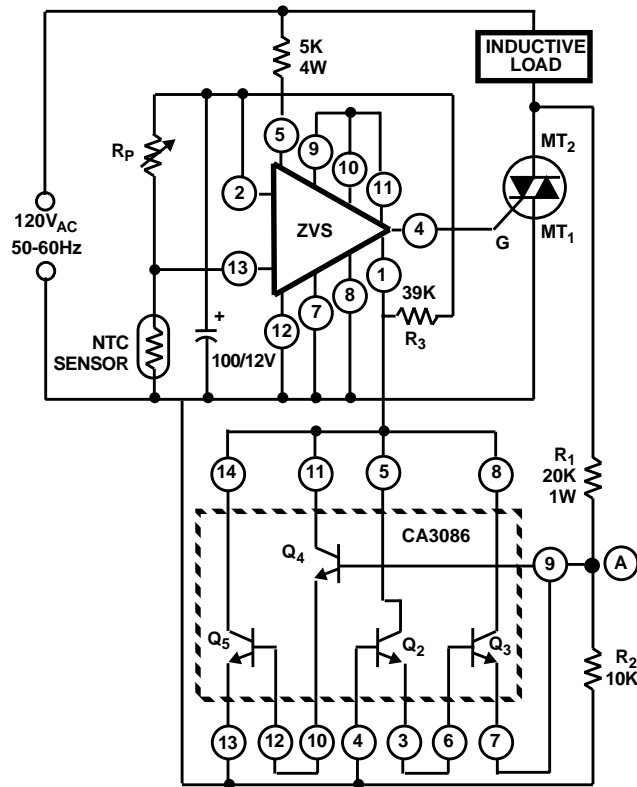 5K
4W
INDUCTIVE
LOAD
RP
5
9
10
11
MT2
2
120VAC
50-60Hz
ZVS
4
MT1
G
13
1
39K
R3
12
7
8
NTC
SENSOR
+
100/12V
14
11
5
8
R1
20K
1W
CA3086
Q4
9
A
Q5
Q2
Q3
R2
10K
13
12
10
4
3
6
7